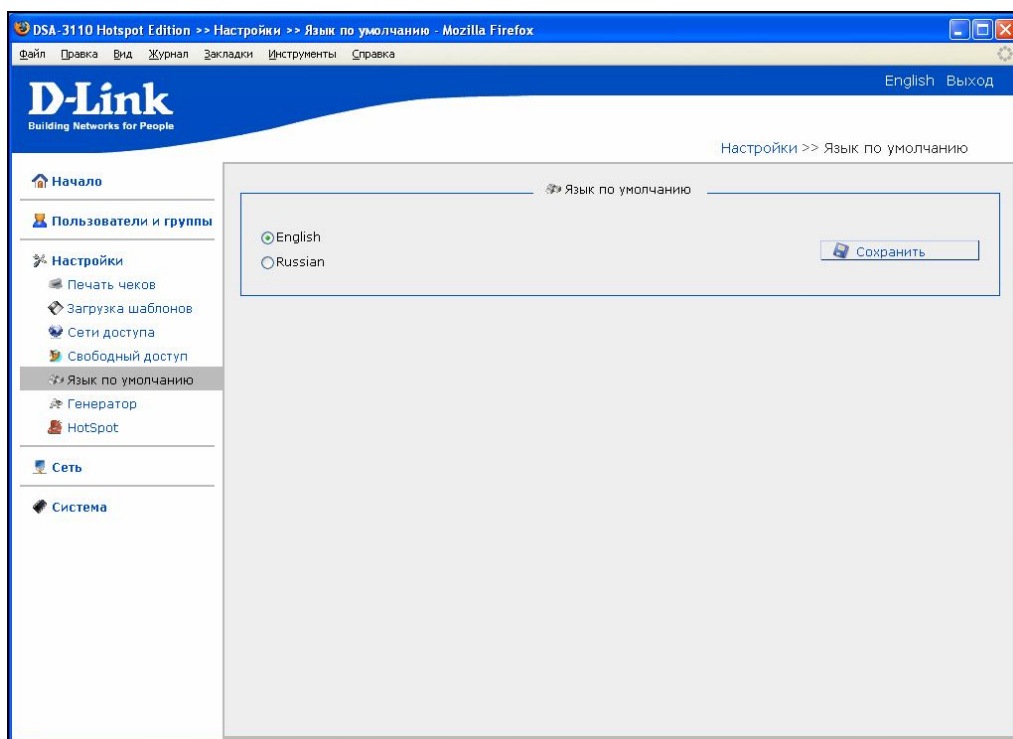 DSA-3110 Hotspot Edition >> Настройки >> Язык по умолчанию - Mozilla Firefox
Файл Правка Вид Журнал Закладки Инструменты Справка
English Выход
D-Link
Building Networks for People
Настройки >> Язык по умолчанию
Начало
Пользователи и группы
Настройки
Печать чеков
Загрузка шаблонов
Сети доступа
Свободный доступ
Язык по умолчанию
Генератор
HotSpot
Сеть
Система
Язык по умолчанию
English
Russian
Сохранить